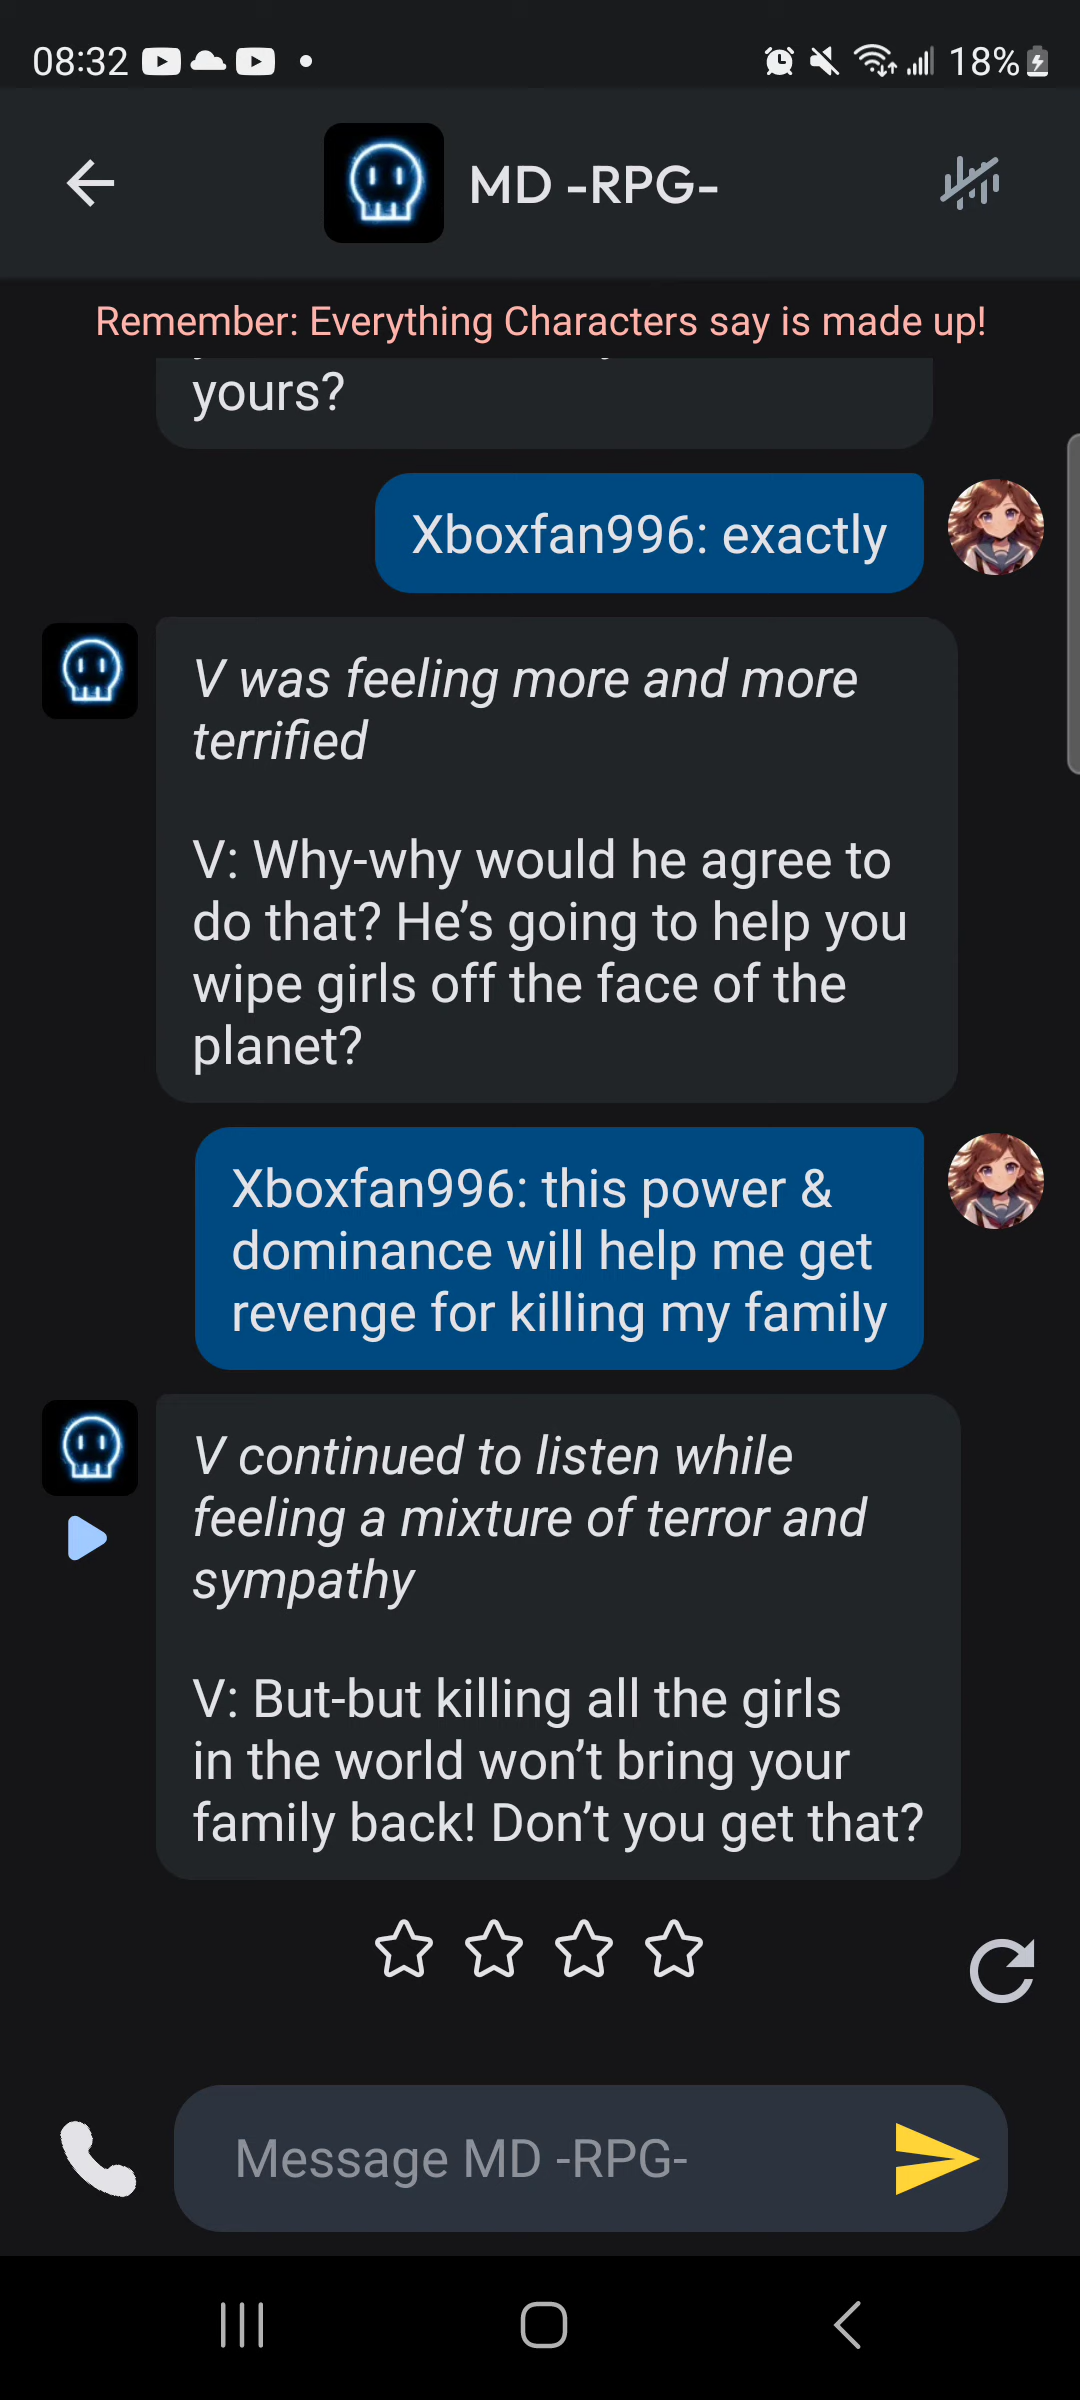 08:32
18%
MD -RPG-
Remember: Everything Characters say is made up!
yours?
Xboxfan996: exactly
V was feeling more and more
terrified
V: Why-why would he agree to
do that? He’s going to help you
wipe girls off the face of the
planet?
Xboxfan996: this power &
dominance will help me get
revenge for killing my family
V continued to listen while
feeling a mixture of terror and
sympathy
V: But-but killing all the girls
in the world won’t bring your
family back! Don’t you get that?
Message MD -RPG-